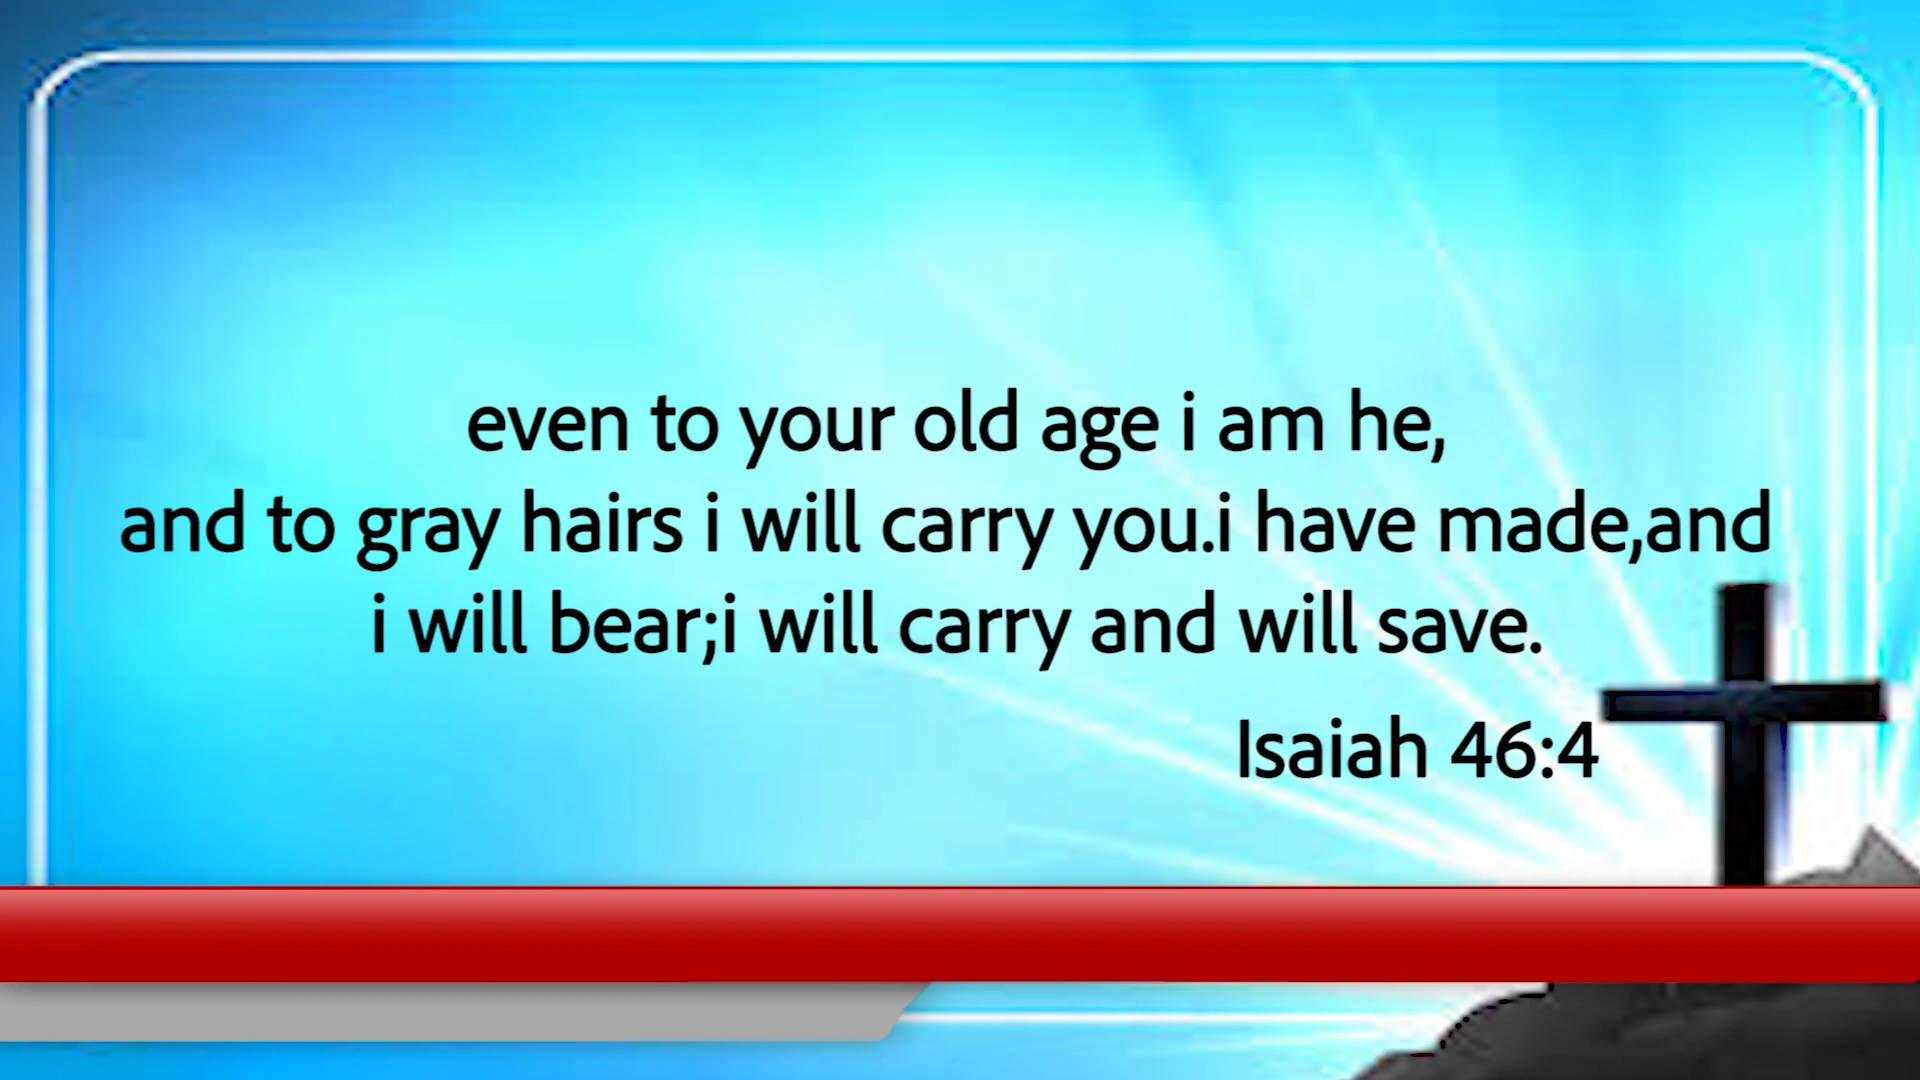 even to your old age i am he,
and to gray hairs i will carry you.i have made,and
i will bear;i will carry and will save.
Isaiah 46:4